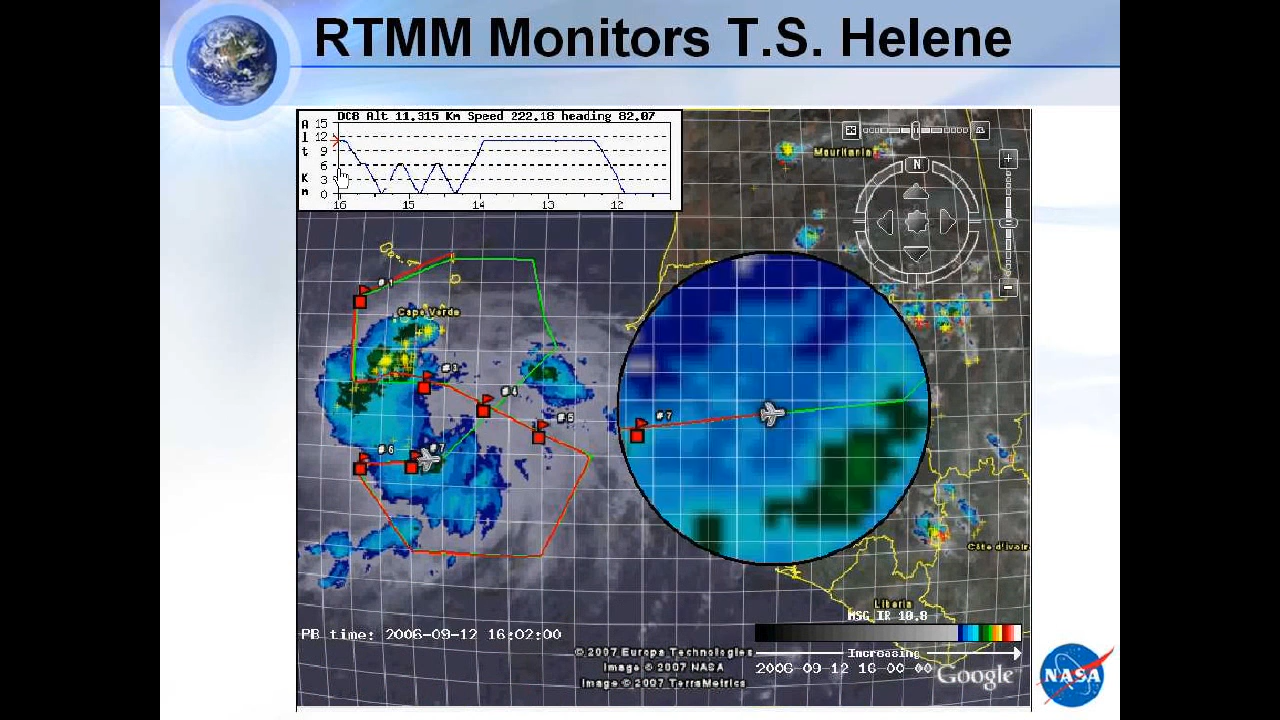 RTMM Monitors T.S. Helene
DC8 Alt 11.315 Km Speed 222.18 heading 82.07
Alt Km
15
12
9
6
3
0
16 15 14 13 12
Mauritania
N
#1
Cape Verde
#3
#4
#5
#7
#6
#7
Côte d'Ivoir
Liberia
MSG IR 10.8
PB time: 2006-09-12 16:02:00
Increasing
© 2007 Europa Technologies
Image © 2007 NASA
2006-09-12 16-00-00
Image © 2007 TerraMetrics
Google
NASA